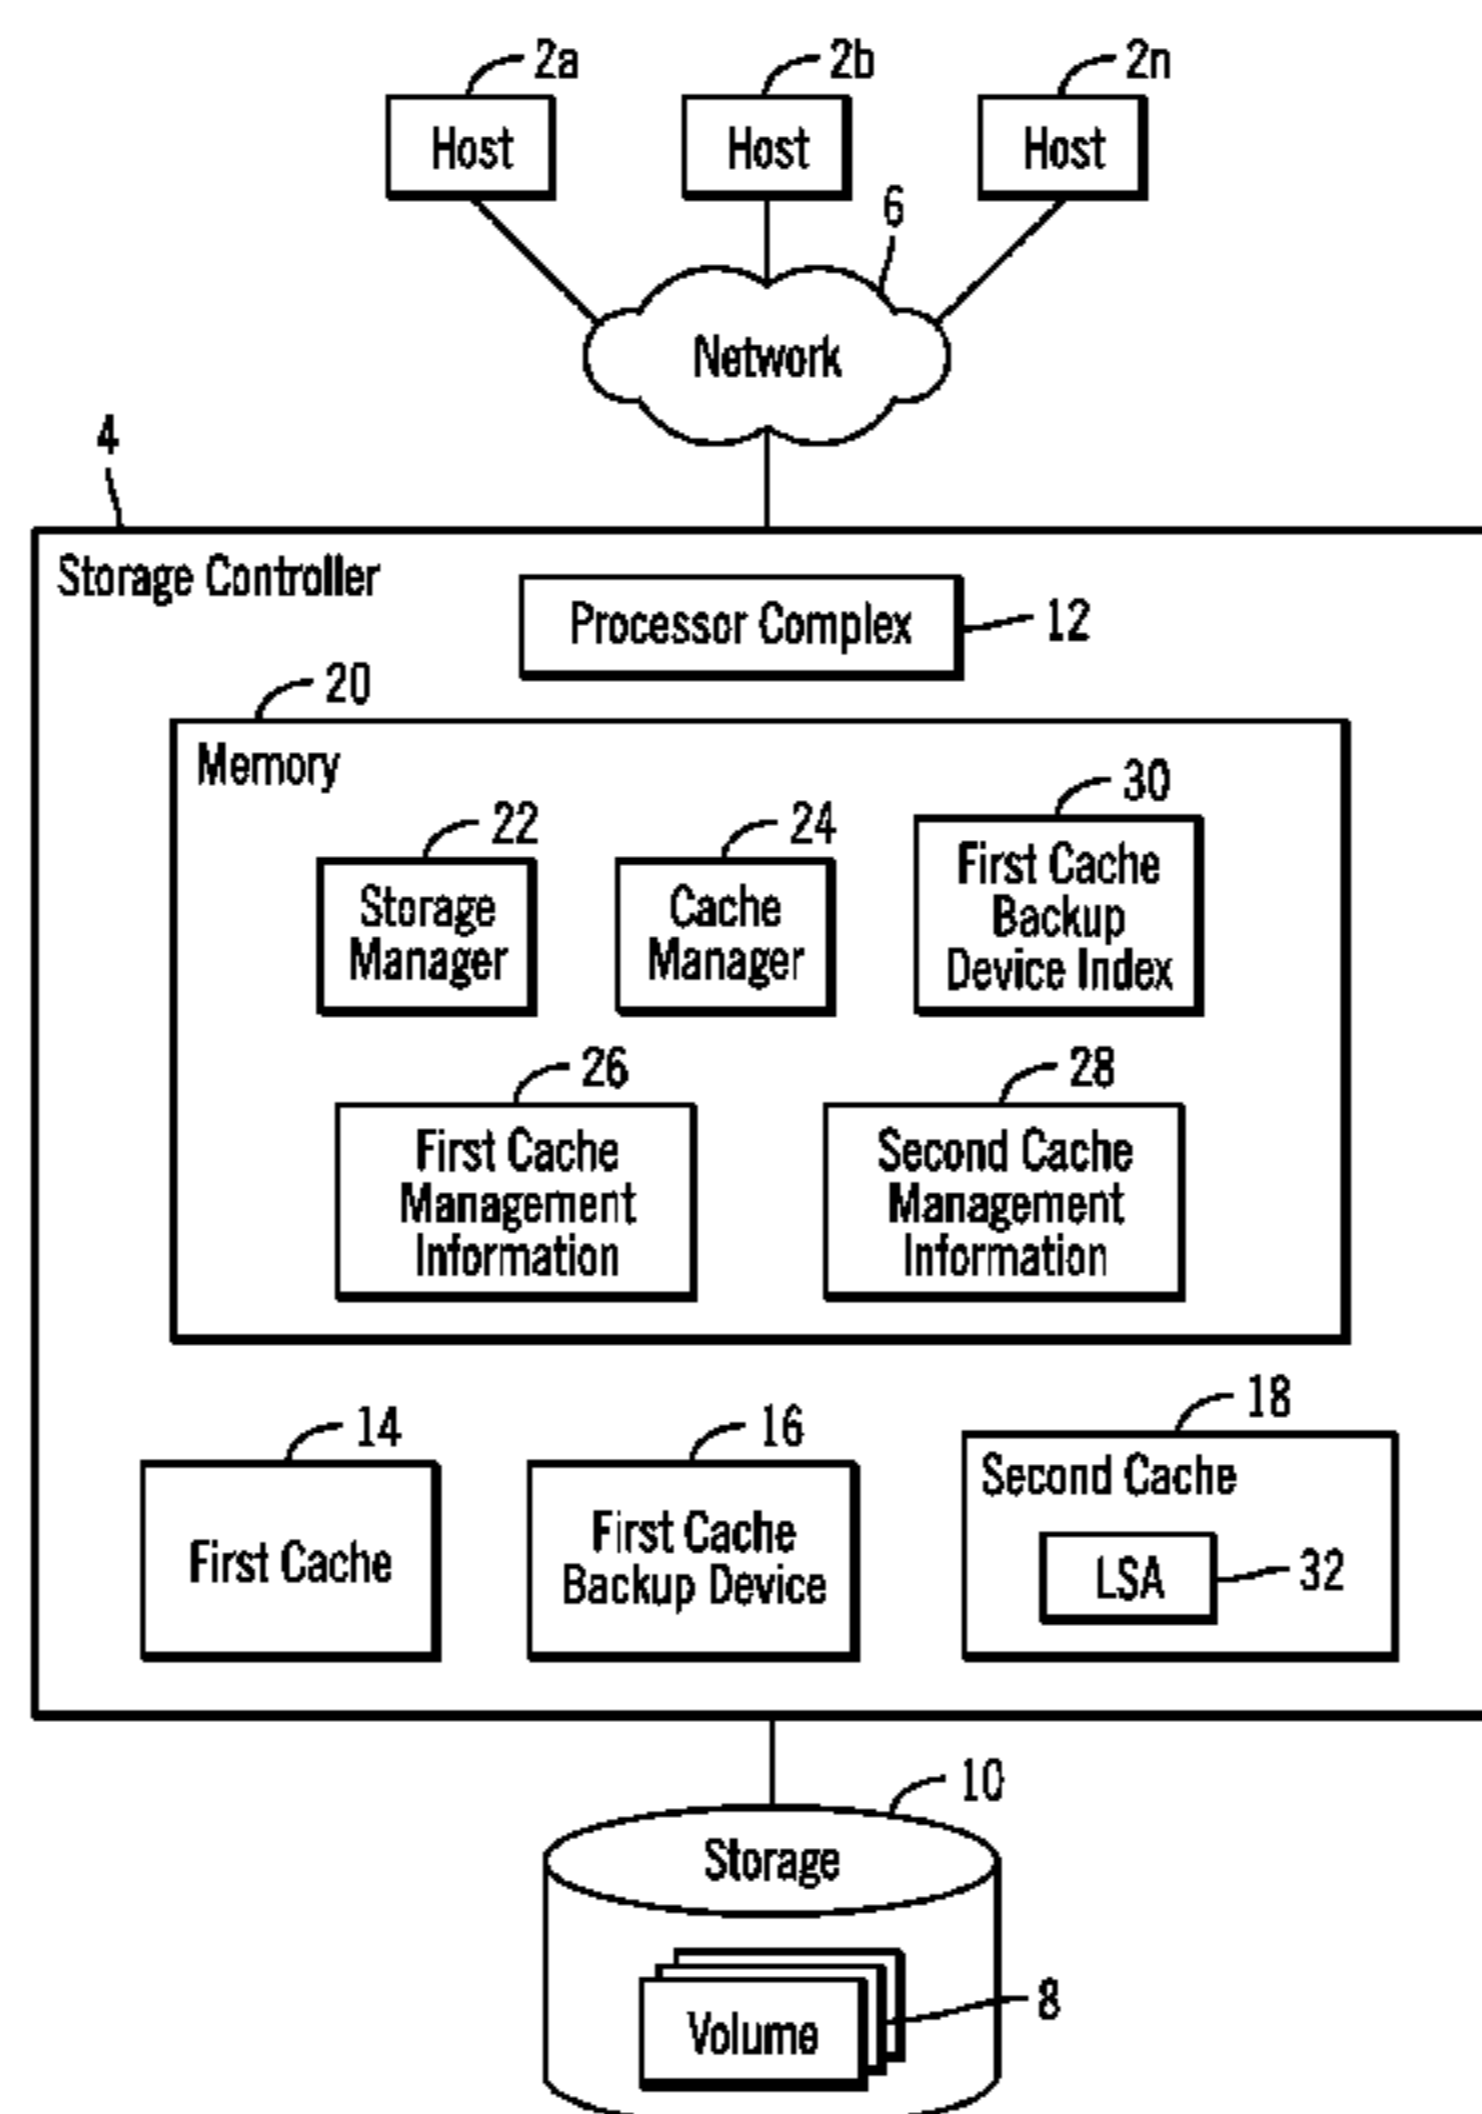 2a
2b
2n
Host
Host
Host
6
Network
4
Storage Controller
Processor Complex
12
20
Memory
22
24
30
Storage
Manager
Cache
Manager
First Cache
Backup
Device Index
26
28
First Cache
Management
Information
Second Cache
Management
Information
14
16
18
First Cache
First Cache
Backup Device
Second Cache
LSA
32
10
Storage
Volume
8